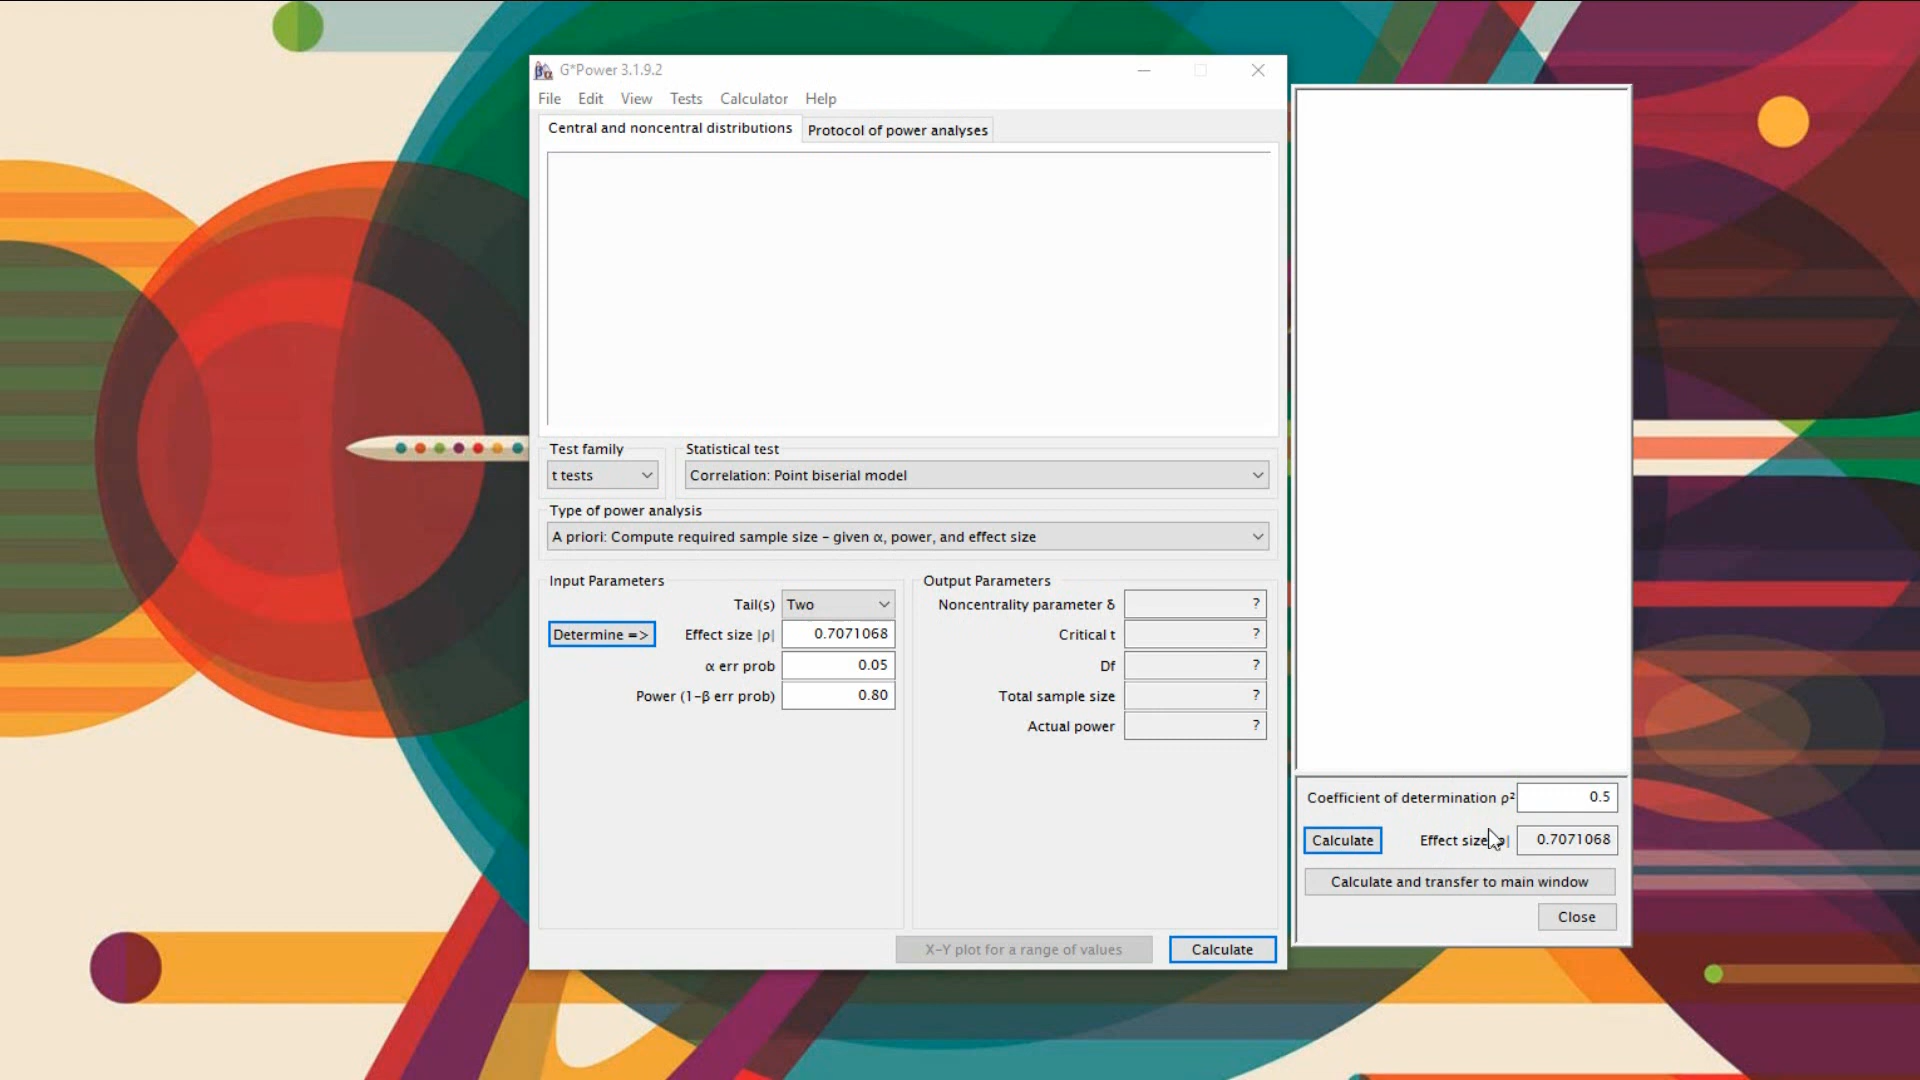 G*Power 3.1.9.2
File Edit View Tests Calculator Help
Central and noncentral distributions Protocol of power analyses
Test family Statistical test
t tests Correlation: Point biserial model
Type of power analysis
A priori: Compute required sample size – given α, power, and effect size
Input Parameters Output Parameters
Tail(s) Two Noncentrality parameter δ ?
Determine => Effect size |ρ| 0.7071068 Critical t ?
α err prob 0.05 Df ?
Power (1-β err prob) 0.80 Total sample size ?
Actual power ?
X-Y plot for a range of values Calculate
Coefficient of determination ρ² 0.5
Calculate Effect size |ρ| 0.7071068
Calculate and transfer to main window
Close